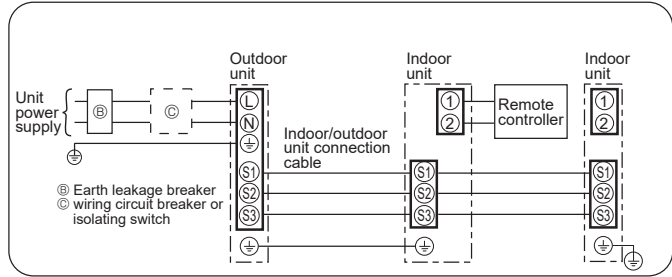 Outdoor
unit
Indoor
unit
Indoor
unit
Unit
power
supply
Ⓑ
Ⓒ
L
N
1
2
Remote
controller
1
2
Indoor/outdoor
unit connection
cable
S1
S2
S3
S1
S2
S3
S1
S2
S3
Ⓑ Earth leakage breaker
Ⓒ wiring circuit breaker or
isolating switch